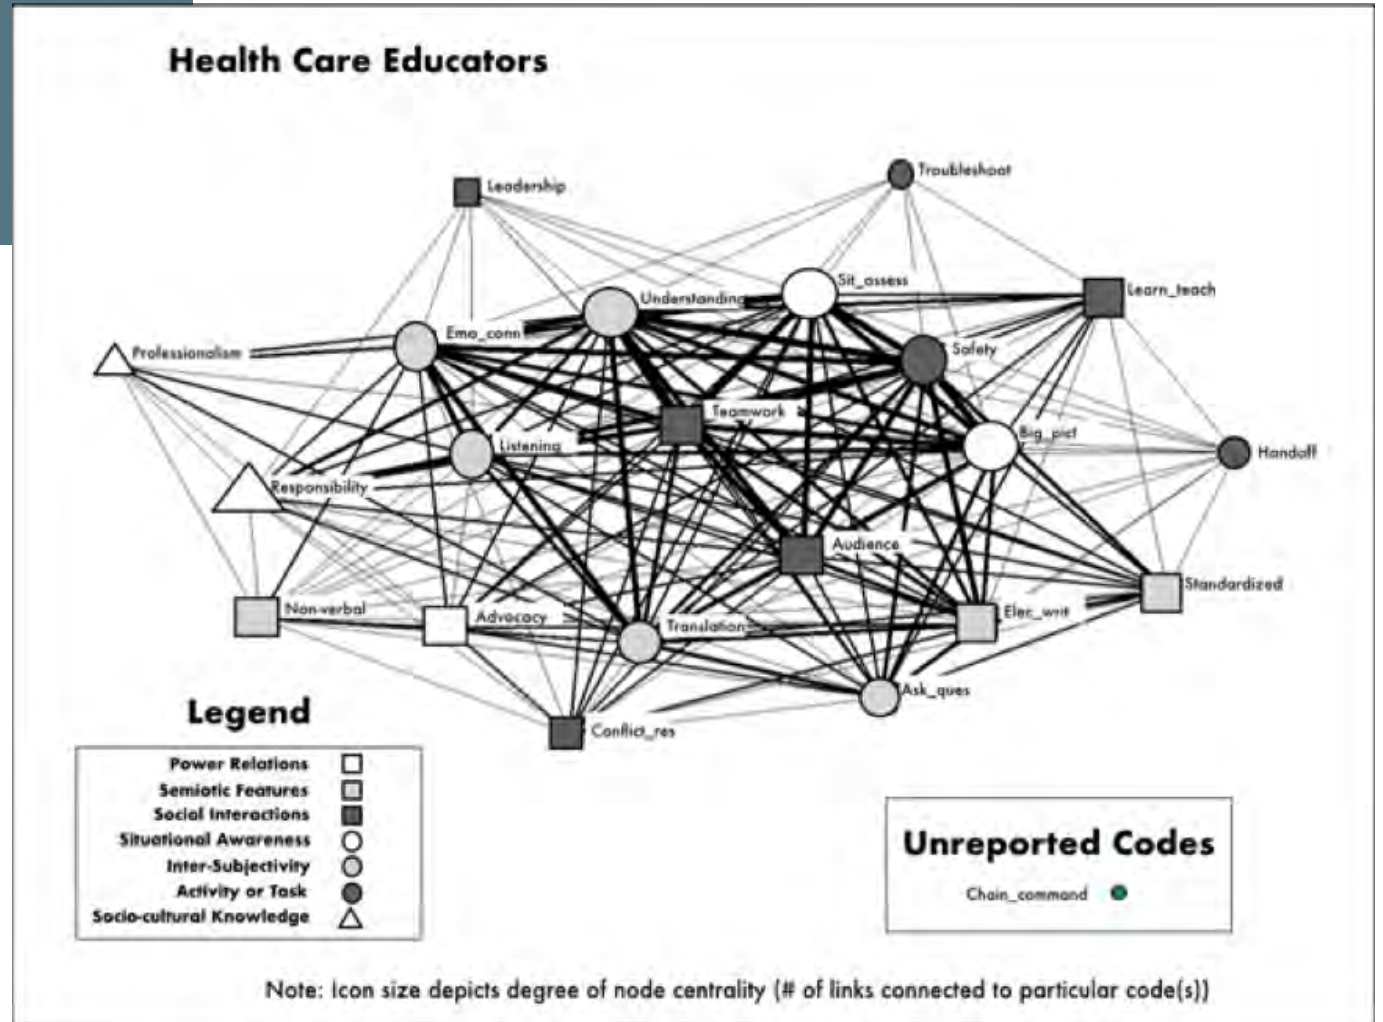 Health Care Educators
Troubleshoot
Leadership
Sit_assess
Learn_teach
Understanding
Emo_conn
Professionalism
Safety
Teamwork
Big_pict
Listening
Handoff
Responsibility
Audience
Standardized
Non-verbal
Advocacy
Translation
Elec_writ
Ask_ques
Conflict_res
Legend
Power Relations
Semiotic Features
Social Interactions
Situational Awareness
Inter-Subjectivity
Activity or Task
Socio-cultural Knowledge
Unreported Codes
Chain_command
Note: Icon size depicts degree of node centrality (# of links connected to particular code(s))